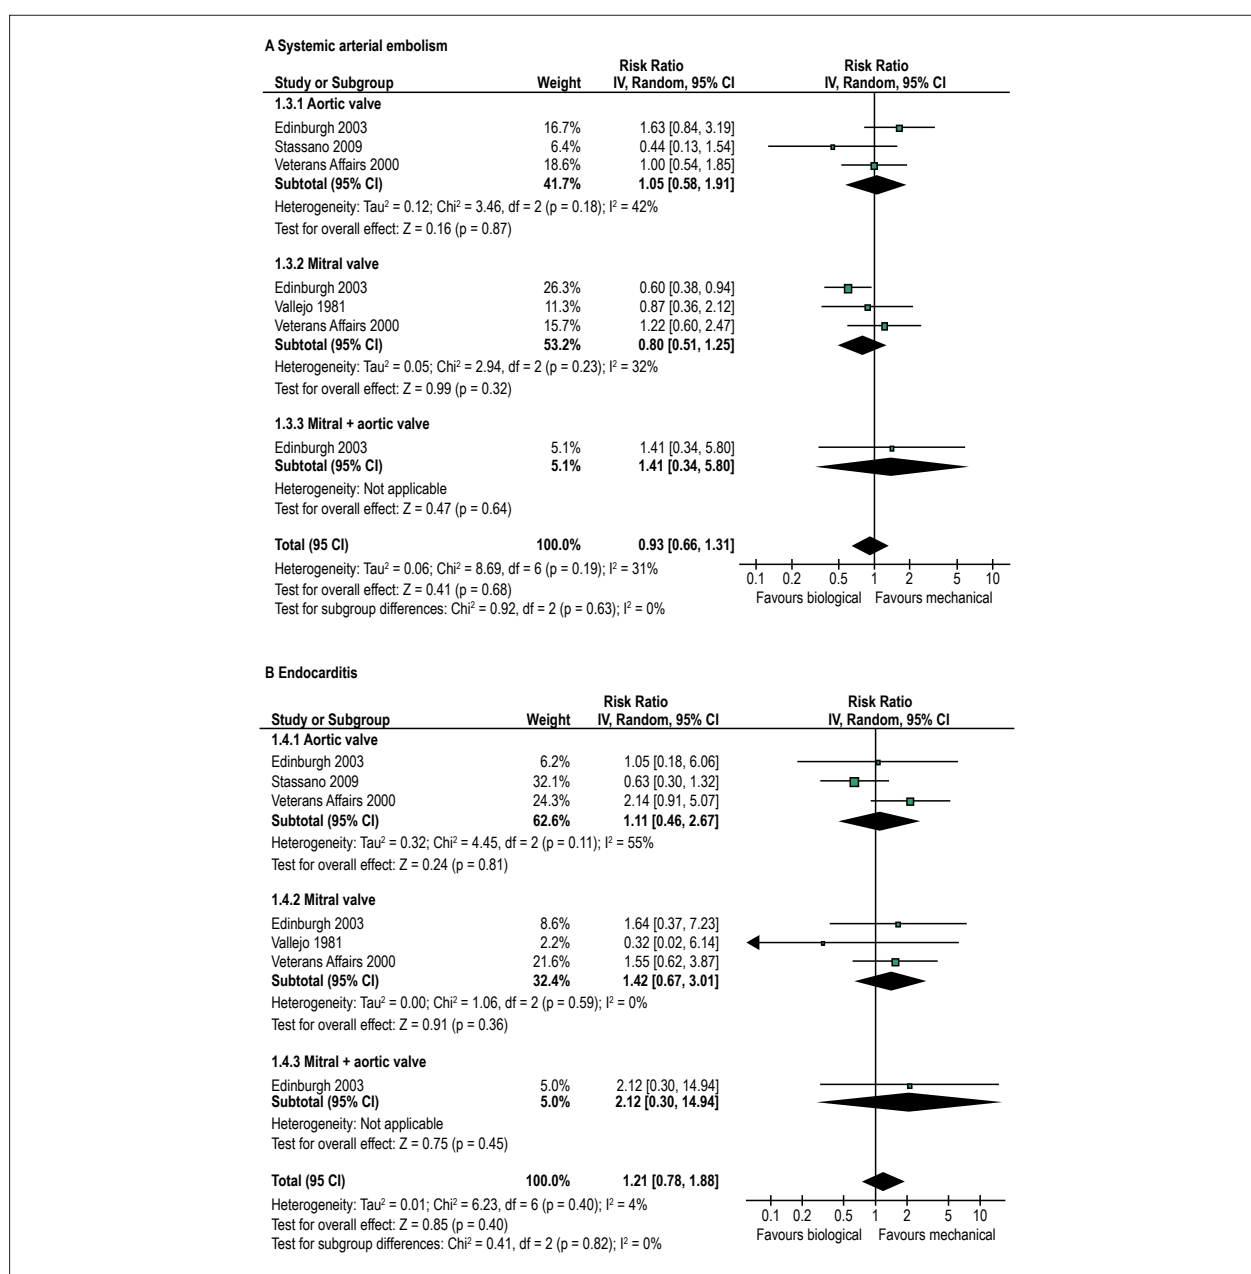 A Systemic arterial embolism
Risk Ratio Risk Ratio
Study or Subgroup Weight IV, Random, 95% CI IV, Random, 95% CI
1.3.1 Aortic valve
Edinburgh 2003 16.7% 1.63 [0.84, 3.19]
Stassano 2009 6.4% 0.44 [0.13, 1.54]
Veterans Affairs 2000 18.6% 1.00 [0.54, 1.85]
Subtotal (95% CI) 41.7% 1.05 [0.58, 1.91]
Heterogeneity: Tau² = 0.12; Chi² = 3.46, df = 2 (p = 0.18); I² = 42%
Test for overall effect: Z = 0.16 (p = 0.87)
1.3.2 Mitral valve
Edinburgh 2003 26.3% 0.60 [0.38, 0.94]
Vallejo 1981 11.3% 0.87 [0.36, 2.12]
Veterans Affairs 2000 15.7% 1.22 [0.60, 2.47]
Subtotal (95% CI) 53.2% 0.80 [0.51, 1.25]
Heterogeneity: Tau² = 0.05; Chi² = 2.94, df = 2 (p = 0.23); I² = 32%
Test for overall effect: Z = 0.99 (p = 0.32)
1.3.3 Mitral + aortic valve
Edinburgh 2003 5.1% 1.41 [0.34, 5.80]
Subtotal (95% CI) 5.1% 1.41 [0.34, 5.80]
Heterogeneity: Not applicable
Test for overall effect: Z = 0.47 (p = 0.64)
Total (95 CI) 100.0% 0.93 [0.66, 1.31]
Heterogeneity: Tau² = 0.06; Chi² = 8.69, df = 6 (p = 0.19); I² = 31%
0.1 0.2 0.5 1 2 5 10
Test for overall effect: Z = 0.41 (p = 0.68)
Favours biological Favours mechanical
Test for subgroup differences: Chi² = 0.92, df = 2 (p = 0.63); I² = 0%
B Endocarditis
Risk Ratio Risk Ratio
Study or Subgroup Weight IV, Random, 95% CI IV, Random, 95% CI
1.4.1 Aortic valve
Edinburgh 2003 6.2% 1.05 [0.18, 6.06]
Stassano 2009 32.1% 0.63 [0.30, 1.32]
Veterans Affairs 2000 24.3% 2.14 [0.91, 5.07]
Subtotal (95% CI) 62.6% 1.11 [0.46, 2.67]
Heterogeneity: Tau² = 0.32; Chi² = 4.45, df = 2 (p = 0.11); I² = 55%
Test for overall effect: Z = 0.24 (p = 0.81)
1.4.2 Mitral valve
Edinburgh 2003 8.6% 1.64 [0.37, 7.23]
Vallejo 1981 2.2% 0.32 [0.02, 6.14]
Veterans Affairs 2000 21.6% 1.55 [0.62, 3.87]
Subtotal (95% CI) 32.4% 1.42 [0.67, 3.01]
Heterogeneity: Tau² = 0.00; Chi² = 1.06, df = 2 (p = 0.59); I² = 0%
Test for overall effect: Z = 0.91 (p = 0.36)
1.4.3 Mitral + aortic valve
Edinburgh 2003 5.0% 2.12 [0.30, 14.94]
Subtotal (95% CI) 5.0% 2.12 [0.30, 14.94]
Heterogeneity: Not applicable
Test for overall effect: Z = 0.75 (p = 0.45)
Total (95 CI) 100.0% 1.21 [0.78, 1.88]
Heterogeneity: Tau² = 0.01; Chi² = 6.23, df = 6 (p = 0.40); I² = 4%
0.1 0.2 0.5 1 2 5 10
Test for overall effect: Z = 0.85 (p = 0.40)
Favours biological Favours mechanical
Test for subgroup differences: Chi² = 0.41, df = 2 (p = 0.82); I² = 0%